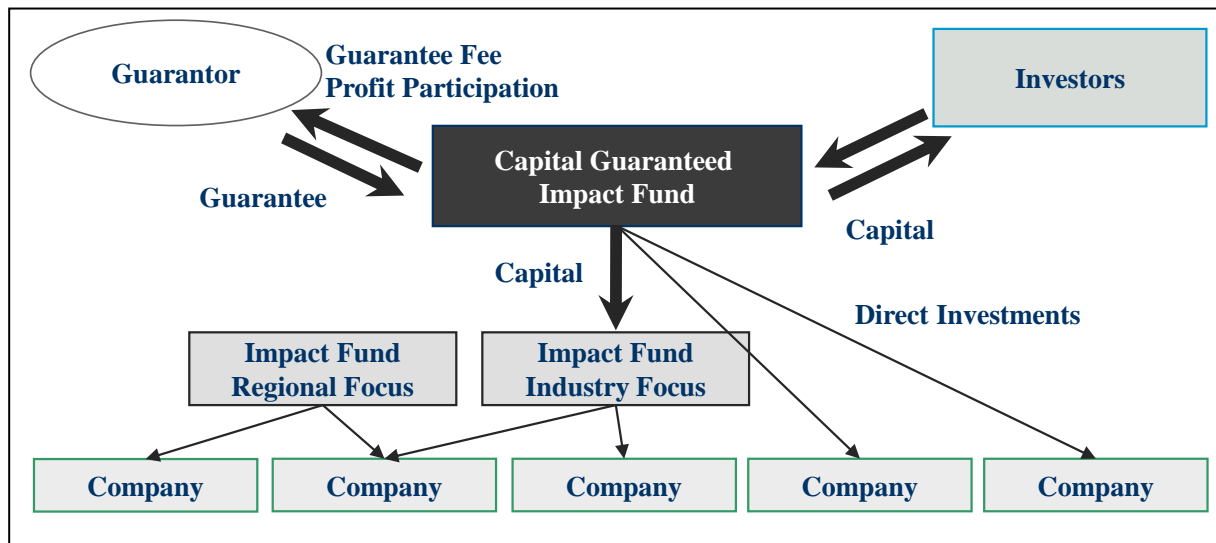 Guarantor
Guarantee Fee
Profit Participation
Investors
Capital Guaranteed
Impact Fund
Guarantee
Capital
Capital
Direct Investments
Impact Fund
Regional Focus
Impact Fund
Industry Focus
Company
Company
Company
Company
Company